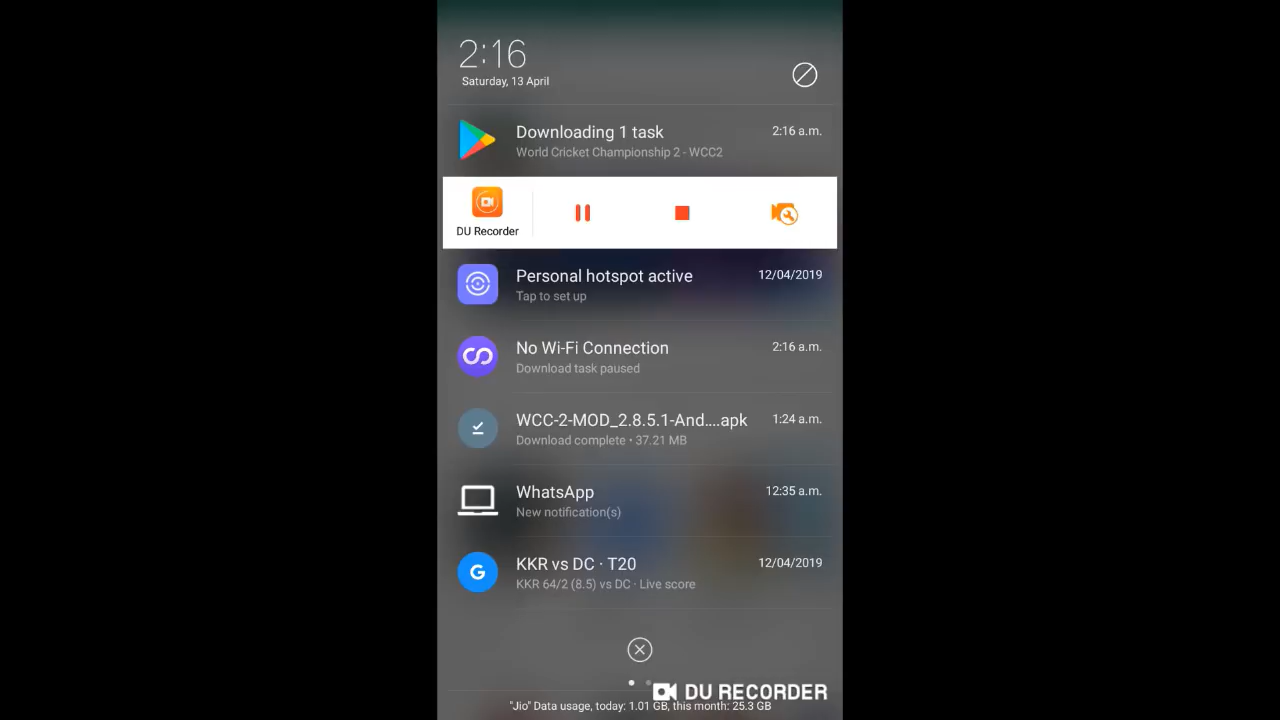 2:16
Saturday, 13 April
Downloading 1 task
2:16 a.m.
World Cricket Championship 2 - WCC2
DU Recorder
Personal hotspot active
12/04/2019
Tap to set up
No Wi-Fi Connection
2:16 a.m.
Download task paused
WCC-2-MOD_2.8.5.1-And....apk
1:24 a.m.
Download complete • 37.21 MB
WhatsApp
12:35 a.m.
New notification(s)
G
KKR vs DC · T20
12/04/2019
KKR 64/2 (8.5) vs DC · Live score
DU RECORDER
"Jio" Data usage, today: 1.01 GB, this month: 25.3 GB